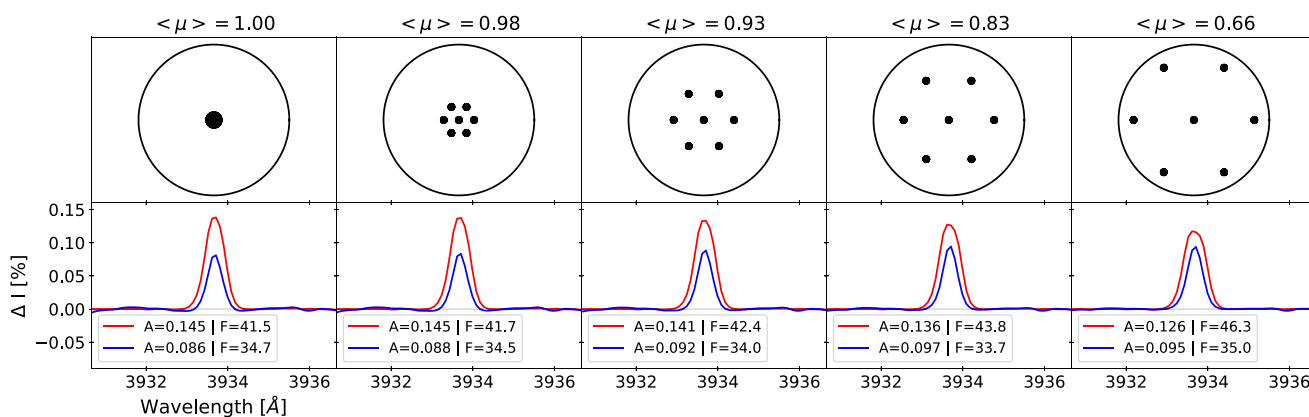 < μ > = 1.00 < μ > = 0.98 < μ > = 0.93 < μ > = 0.83 < μ > = 0.66
0.15
0.10
0.05
0.00
−0.05
Δ I [%]
A=0.145 | F=41.5
A=0.086 | F=34.7
A=0.145 | F=41.7
A=0.088 | F=34.5
A=0.141 | F=42.4
A=0.092 | F=34.0
A=0.136 | F=43.8
A=0.097 | F=33.7
A=0.126 | F=46.3
A=0.095 | F=35.0
3932 3934 3936 3932 3934 3936 3932 3934 3936 3932 3934 3936 3932 3934 3936
Wavelength [Å]